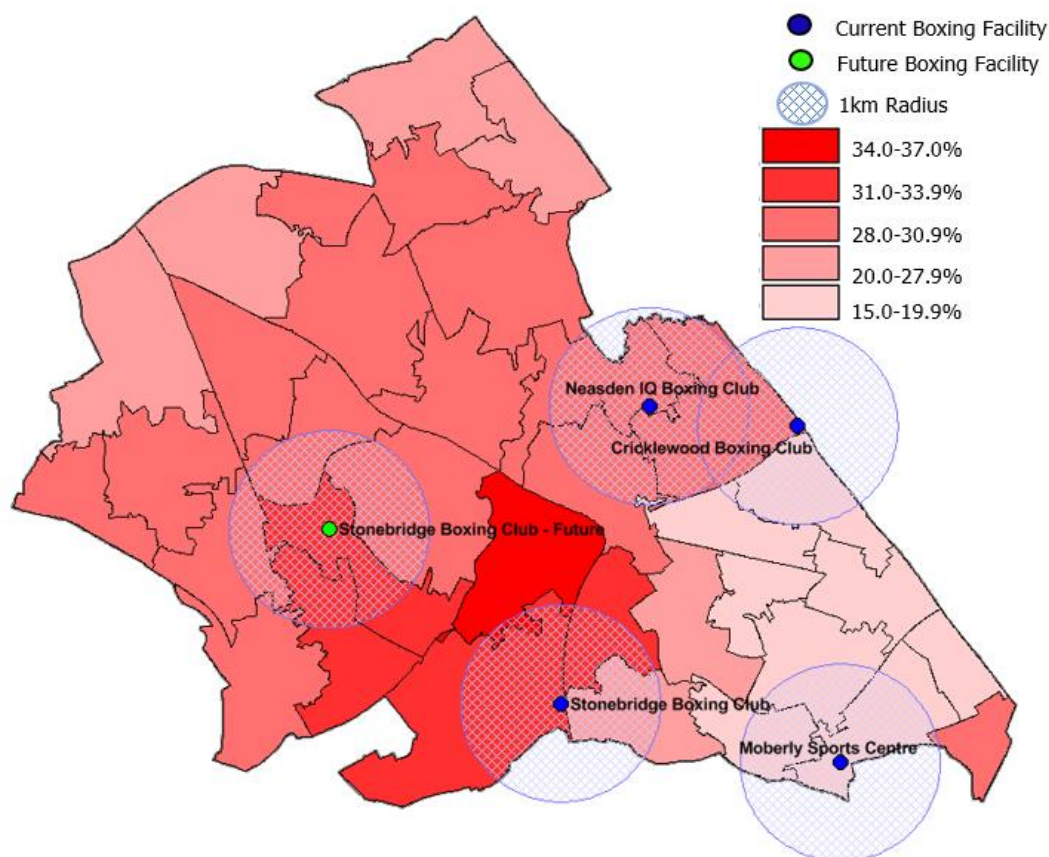 Current Boxing Facility
Future Boxing Facility
1km Radius
34.0-37.0%
31.0-33.9%
28.0-30.9%
20.0-27.9%
15.0-19.9%
Neasden IQ Boxing Club
Cricklewood Boxing Club
Stonebridge Boxing Club - Future
Stonebridge Boxing Club
Moberly Sports Centre